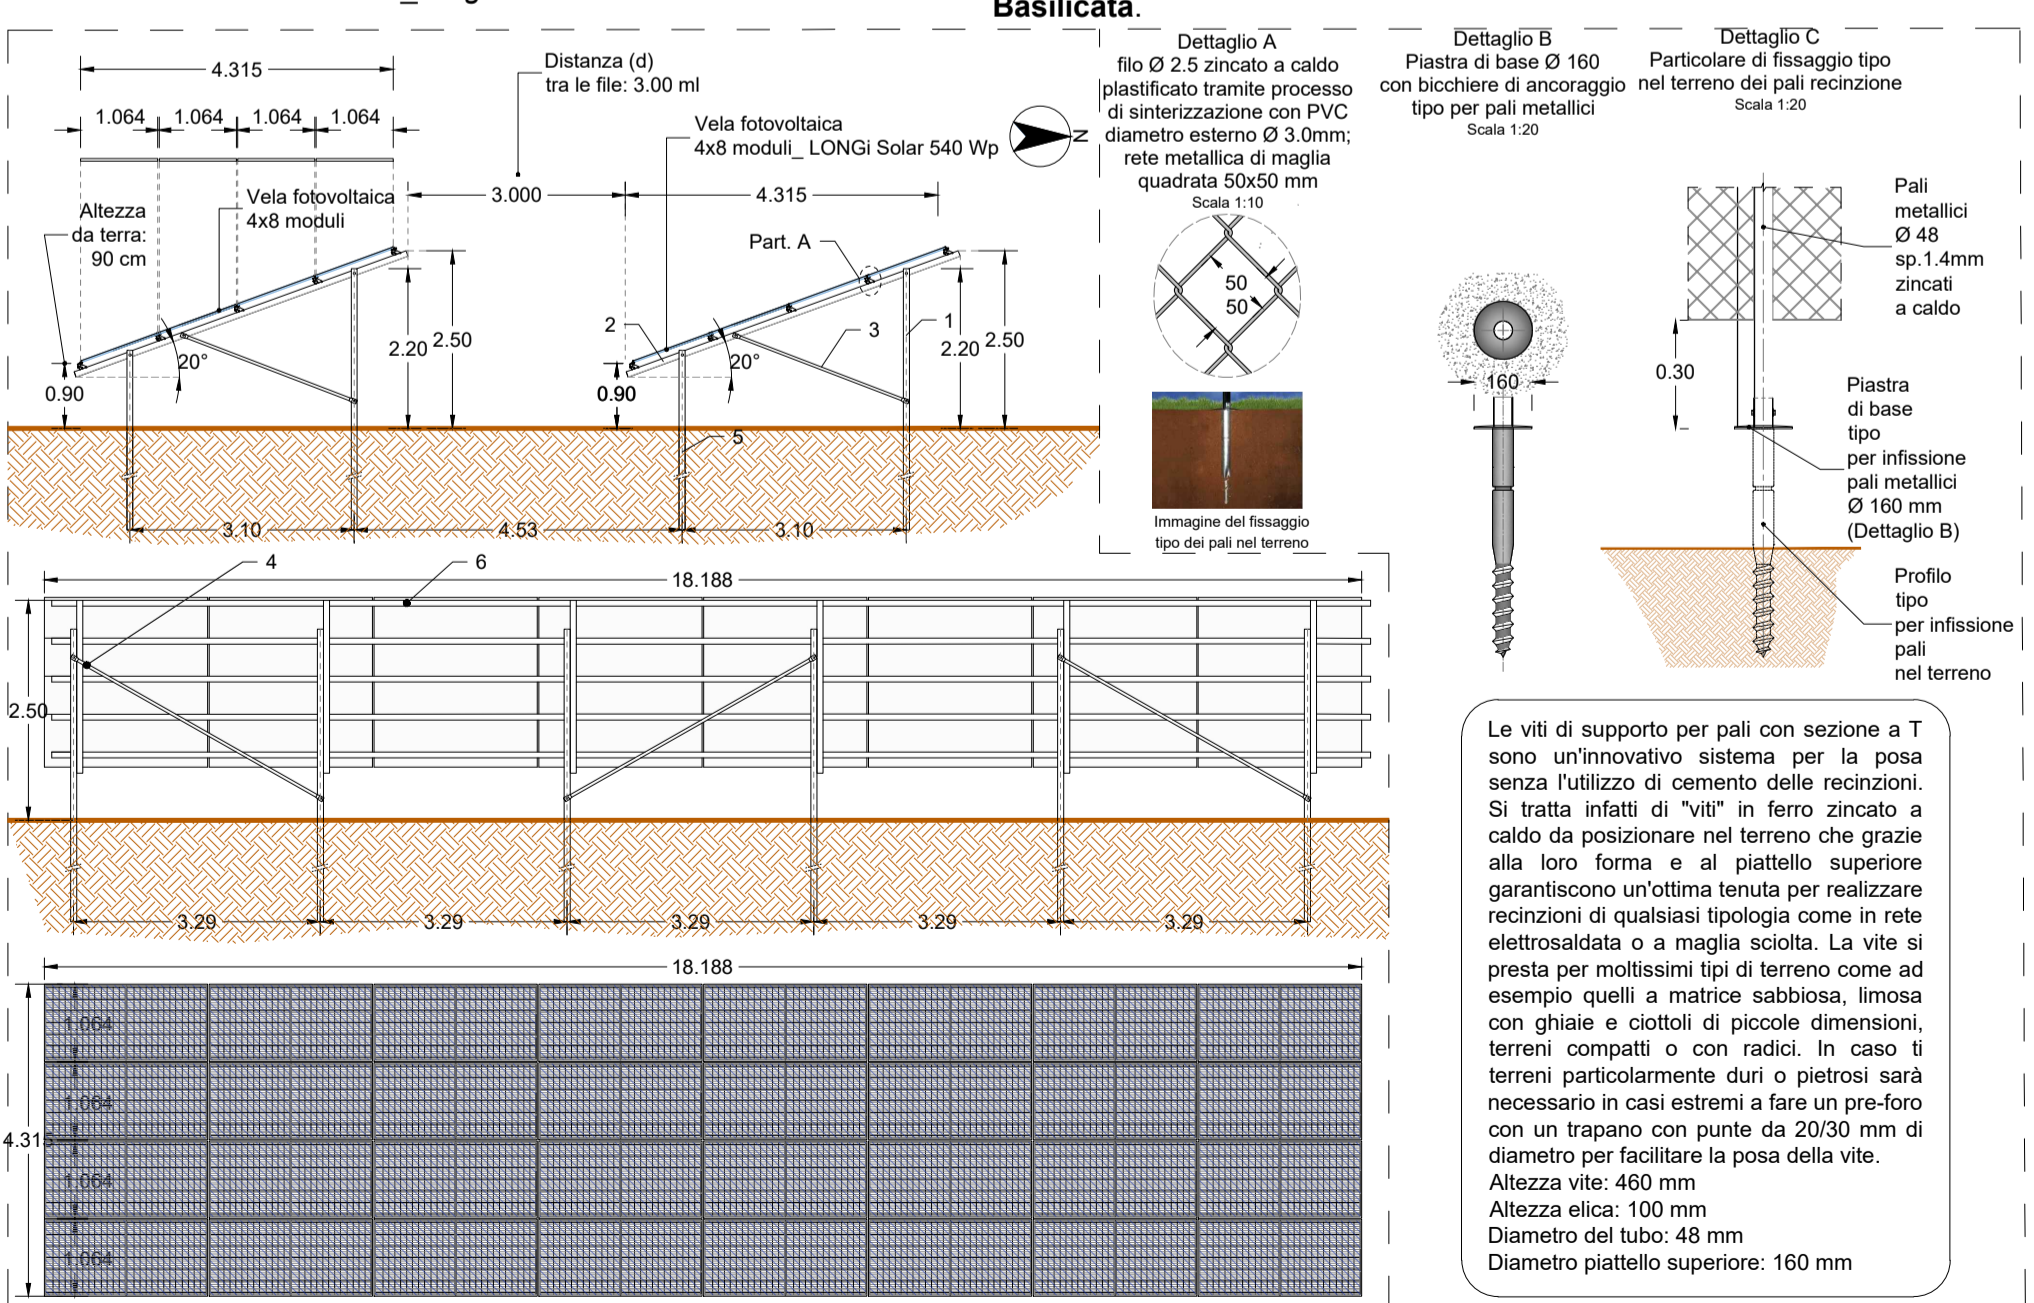 Basilicata.
4.315
1.064
1.064
1.064
1.064
Distanza (d)
tra le file: 3.00 ml
Vela fotovoltaica
4x8 moduli_ LONGi Solar 540 Wp
N
3.000
4.315
Altezza
da terra:
90 cm
Vela fotovoltaica
4x8 moduli
Part. A
20°
2.20
2.50
0.90
2
3
1
20°
2.20
2.50
0.90
5
3.10
4.53
3.10
Dettaglio A
filo Ø 2.5 zincato a caldo
plastificato tramite processo
di sinterizzazione con PVC
diametro esterno Ø 3.0mm;
rete metallica di maglia
quadrata 50x50 mm
Scala 1:10
50
50
Immagine del fissaggio
tipo dei pali nel terreno
Dettaglio B
Piastra di base Ø 160
con bicchiere di ancoraggio
tipo per pali metallici
Scala 1:20
160
Dettaglio C
Particolare di fissaggio tipo
nel terreno dei pali recinzione
Scala 1:20
Pali
metallici
Ø 48
sp.1.4mm
zincati
a caldo
0.30
Piastra
di base
tipo
per infissione
pali metallici
Ø 160 mm
(Dettaglio B)
Profilo
tipo
per infissione
pali
nel terreno
4
6
18.188
2.50
3.29
3.29
3.29
3.29
3.29
18.188
4.315
1.064
1.064
1.064
1.064
Le viti di supporto per pali con sezione a T
sono un'innovativo sistema per la posa
senza l'utilizzo di cemento delle recinzioni.
Si tratta infatti di "viti" in ferro zincato a
caldo da posizionare nel terreno che grazie
alla loro forma e al piattello superiore
garantiscono un'ottima tenuta per realizzare
recinzioni di qualsiasi tipologia come in rete
elettrosaldata o a maglia sciolta. La vite si
presta per moltissimi tipi di terreno come ad
esempio quelli a matrice sabbiosa, limosa
con ghiaie e ciottoli di piccole dimensioni,
terreni compatti o con radici. In caso ti
terreni particolarmente duri o pietrosi sarà
necessario in casi estremi a fare un pre-foro
con un trapano con punte da 20/30 mm di
diametro per facilitare la posa della vite.
Altezza vite: 460 mm
Altezza elica: 100 mm
Diametro del tubo: 48 mm
Diametro piattello superiore: 160 mm